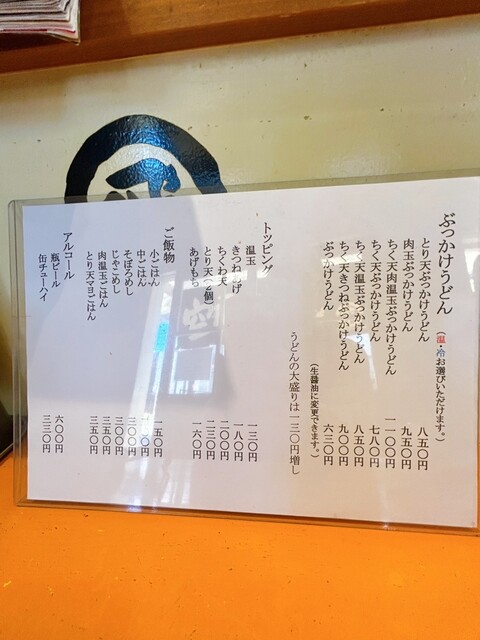 ぶっかけうどん
(温・冷お選びいただけます。)
とり天ぶっかけうどん 八五〇円
肉玉ぶっかけうどん 九五〇円
ちく天肉温玉ぶっかけうどん 一一〇〇円
ちく天ぶっかけうどん 七八〇円
ちく天温玉ぶっかけうどん 八五〇円
ちく天きつねぶっかけうどん 九〇〇円
ぶっかけうどん 六三〇円
(生醤油に変更できます。)
うどんの大盛りは一三〇円増し
トッピング
温玉 一三〇円
きつねあげ 一八〇円
ちくわ天 二〇〇円
とり天(2個) 二三〇円
あげもち 一六〇円
ご飯物
小ごはん 一五〇円
中ごはん
そぼろめし 三〇〇円
じゃこめし 三〇〇円
肉温玉ごはん 三五〇円
とり天マヨごはん 三五〇円
アルコール
瓶ビール 六〇〇円
缶チューハイ 三三〇円